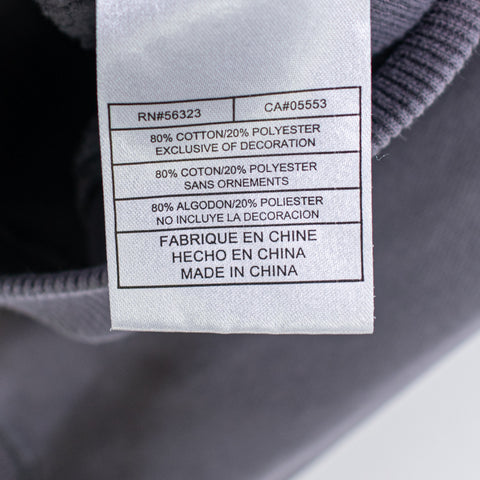 RN#56323 CA#05553
80% COTTON/20% POLYESTER
EXCLUSIVE OF DECORATION
80% COTON/20% POLYESTER
SANS ORNEMENTS
80% ALGODON/20% POLIESTER
NO INCLUYE LA DECORACION
FABRIQUE EN CHINE
HECHO EN CHINA
MADE IN CHINA